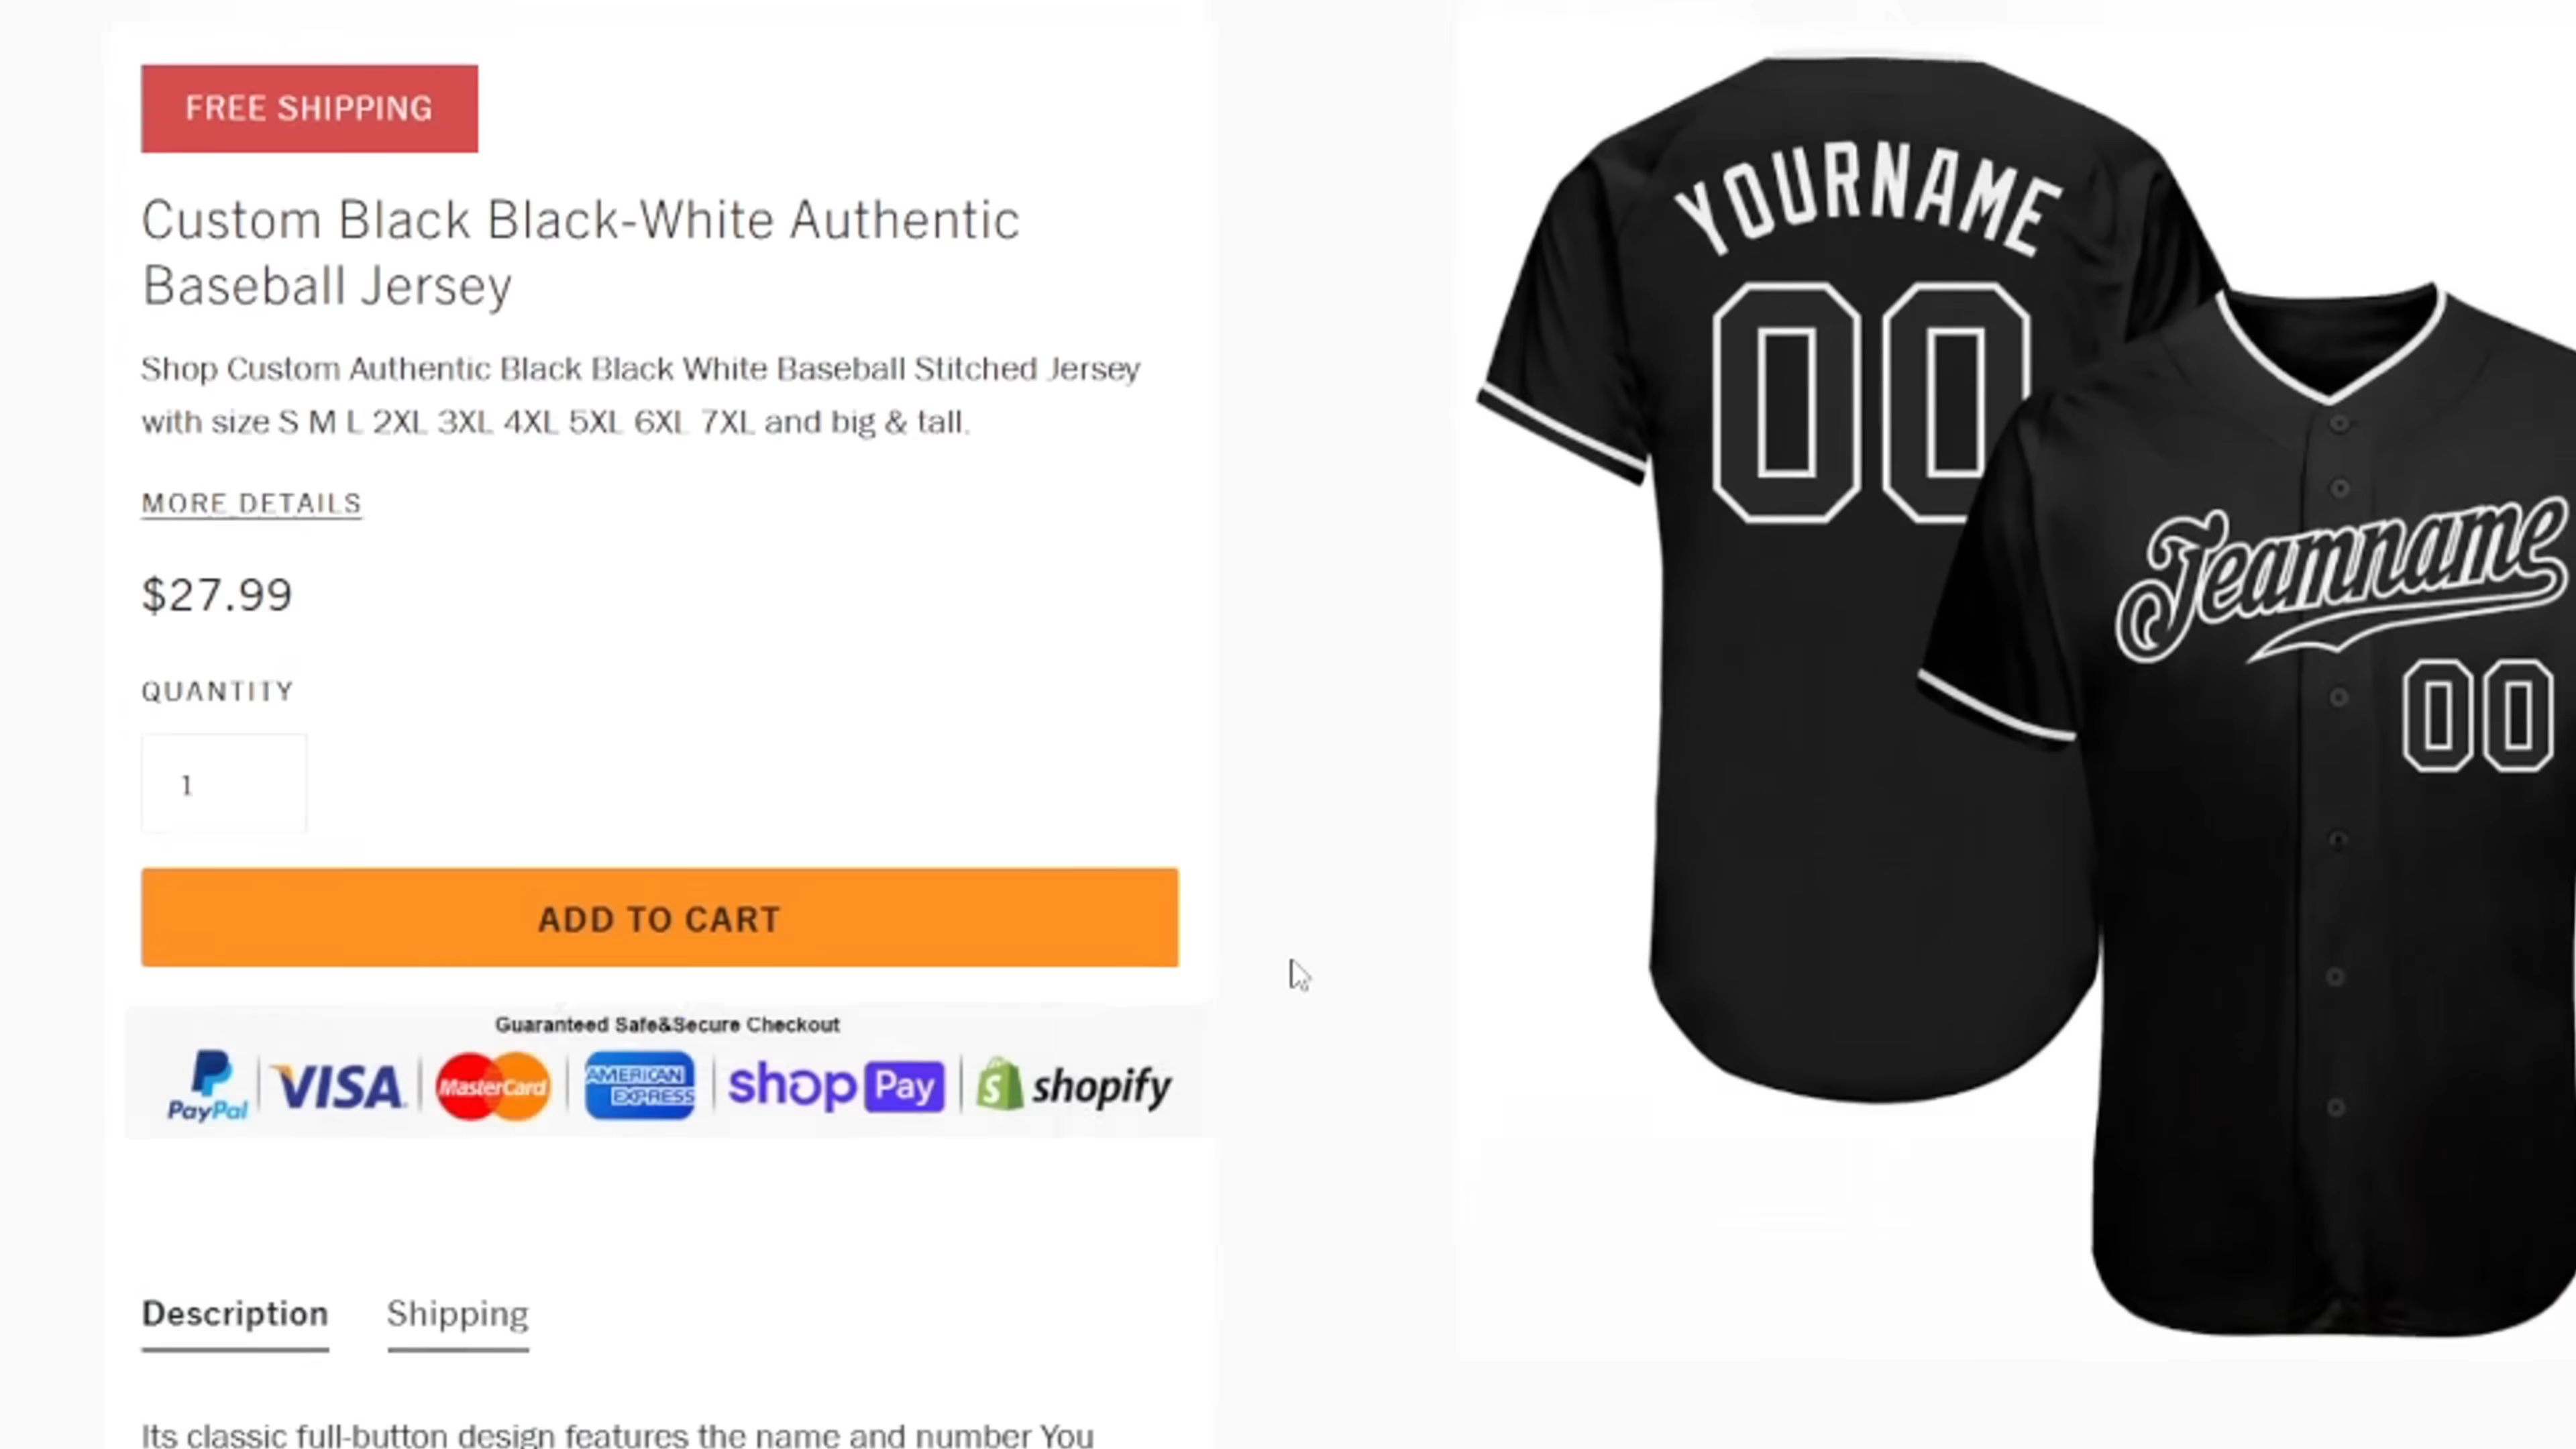 FREE SHIPPING
Custom Black Black-White Authentic
Baseball Jersey
Shop Custom Authentic Black Black White Baseball Stitched Jersey
with size S M L 2XL 3XL 4XL 5XL 6XL 7XL and big & tall.
MORE DETAILS
$27.99
QUANTITY
1
ADD TO CART
Guaranteed Safe&Secure Checkout
PayPal VISA MasterCard AMERICAN EXPRESS shop Pay shopify
Description Shipping
Its classic full-button design features the name and number You
YOURNAME
00
Teamname
00